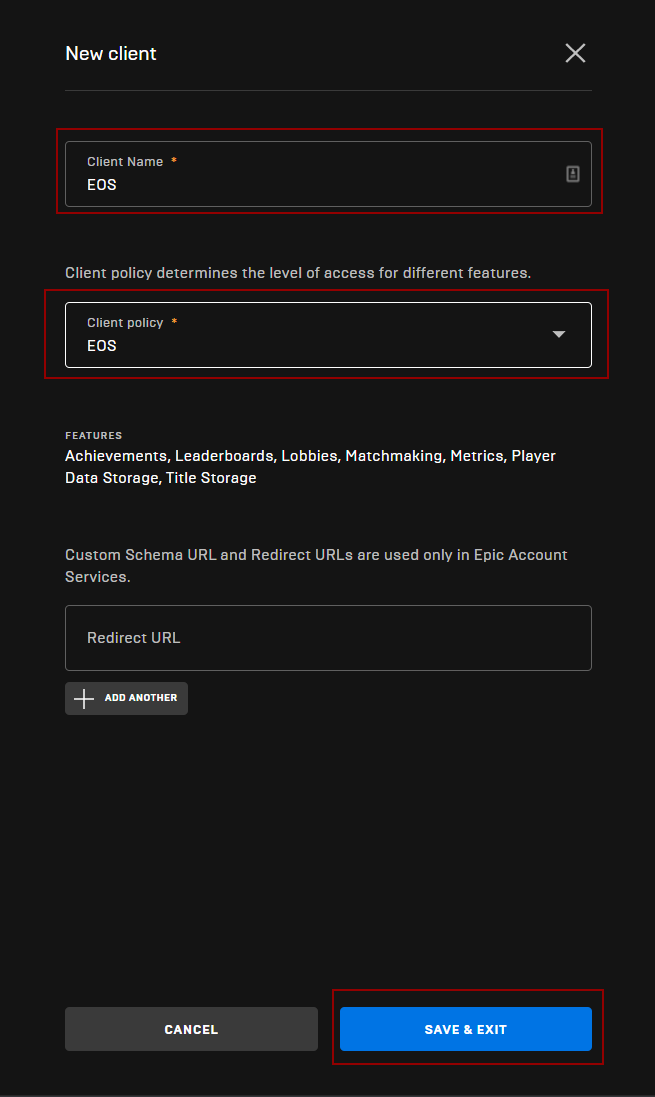 New client
Client Name *
EOS
Client policy determines the level of access for different features.
Client policy *
EOS
FEATURES
Achievements, Leaderboards, Lobbies, Matchmaking, Metrics, Player
Data Storage, Title Storage
Custom Schema URL and Redirect URLs are used only in Epic Account
Services.
Redirect URL
ADD ANOTHER
CANCEL
SAVE & EXIT